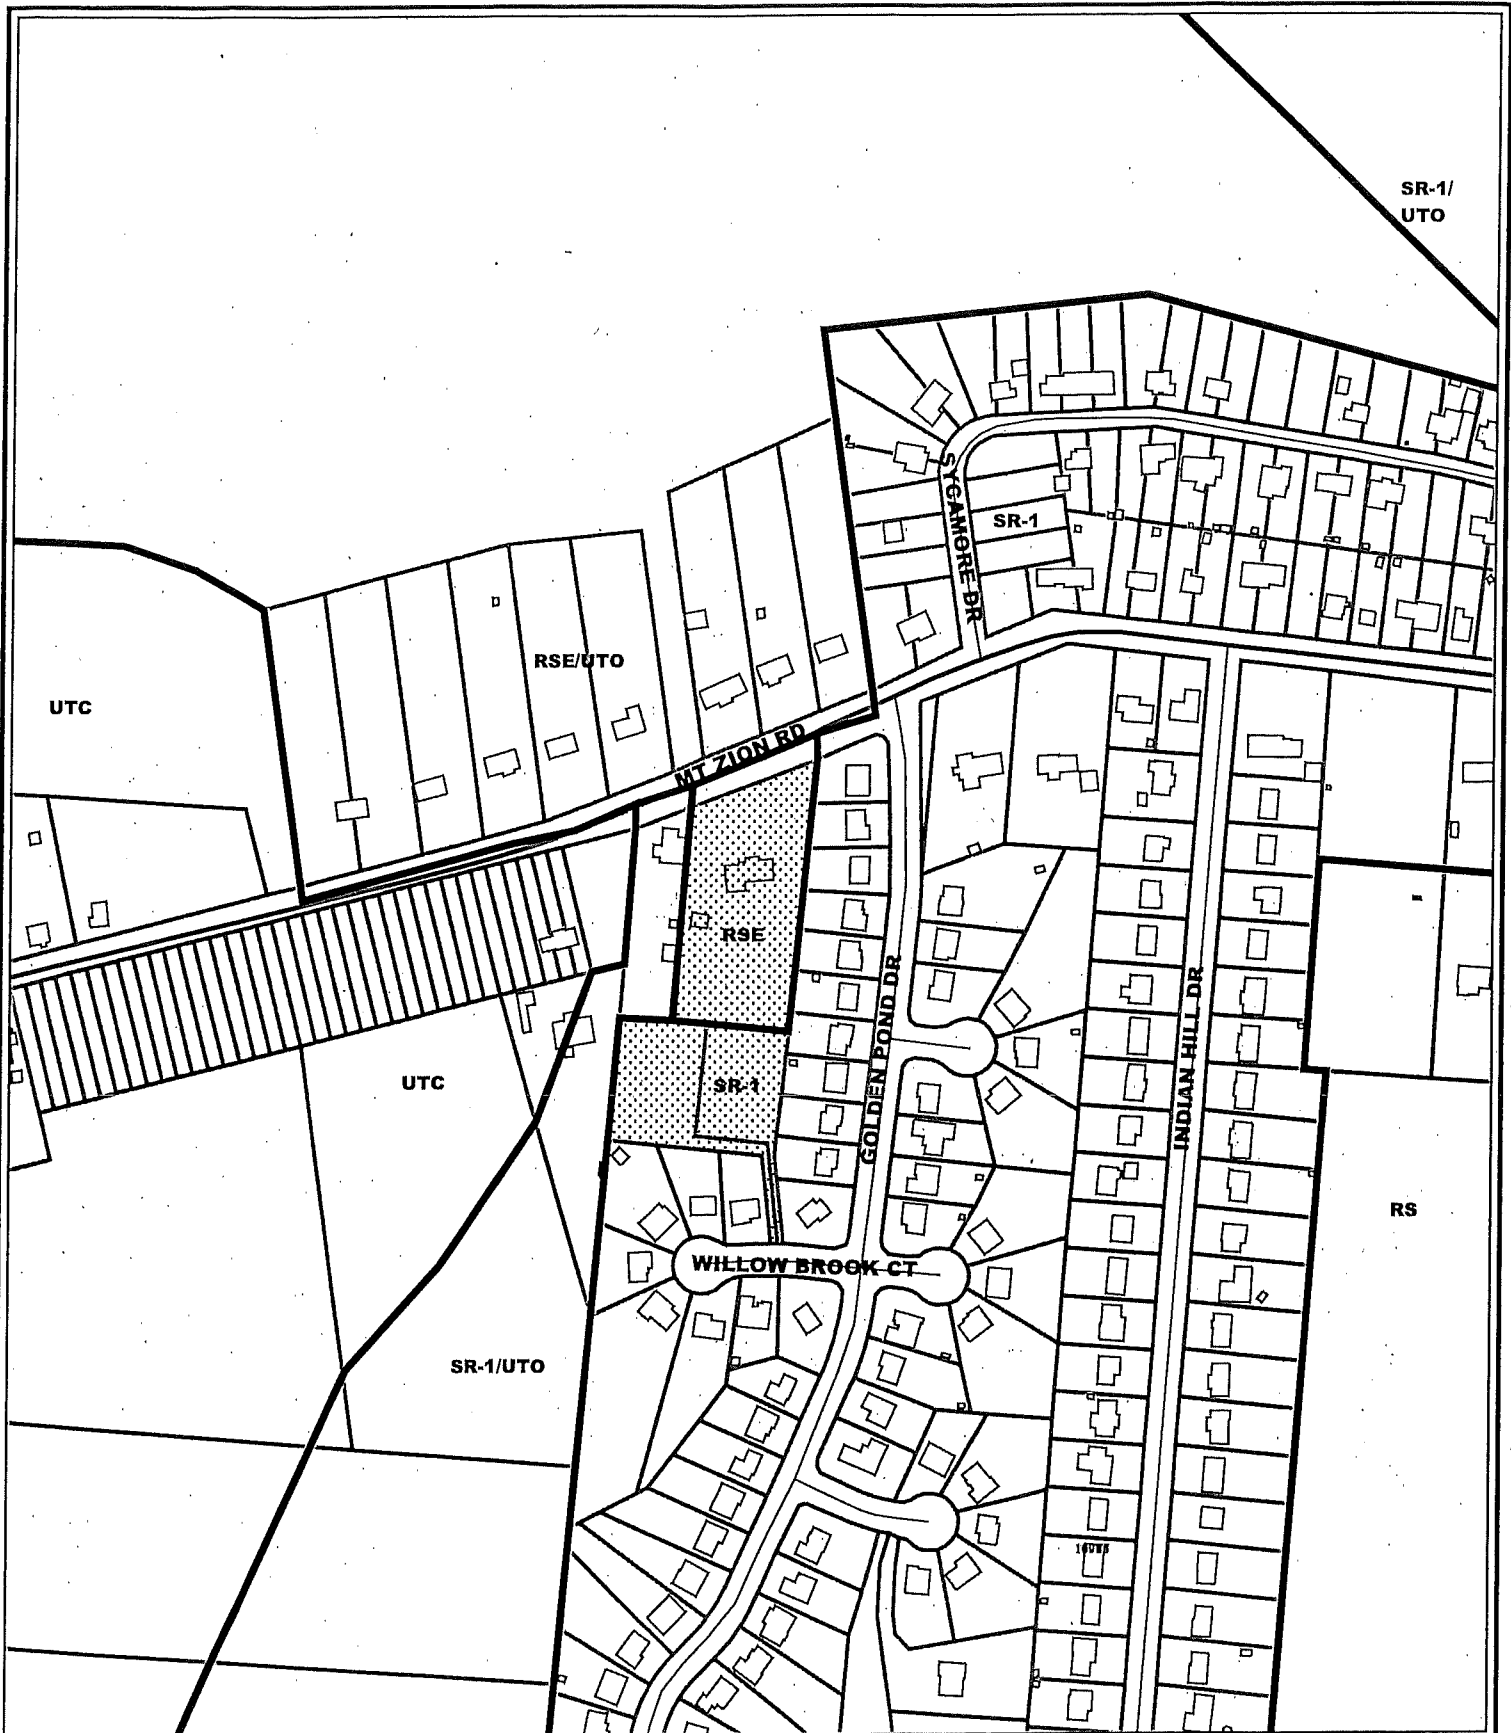 SR-1/
UTO
SYCAMORE DR
SR-1
RSE/UTO
UTC
MT ZION RD
RSE
GOLDEN POND DR
INDIAN HILL DR
UTC
SR-1
RS
WILLOW BROOK CT
SR-1/UTO